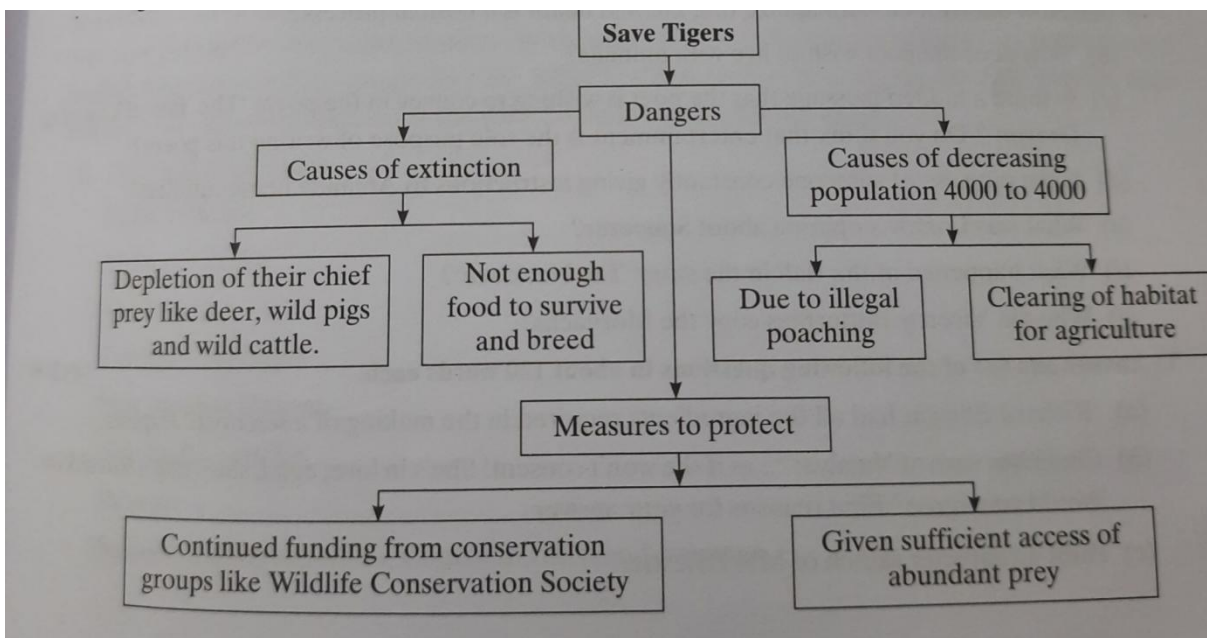 Save Tigers
Dangers
Causes of extinction
Causes of decreasing
population 4000 to 4000
Depletion of their chief
prey like deer, wild pigs
and wild cattle.
Not enough
food to survive
and breed
Due to illegal
poaching
Clearing of habitat
for agriculture
Measures to protect
Continued funding from conservation
groups like Wildlife Conservation Society
Given sufficient access of
abundant prey